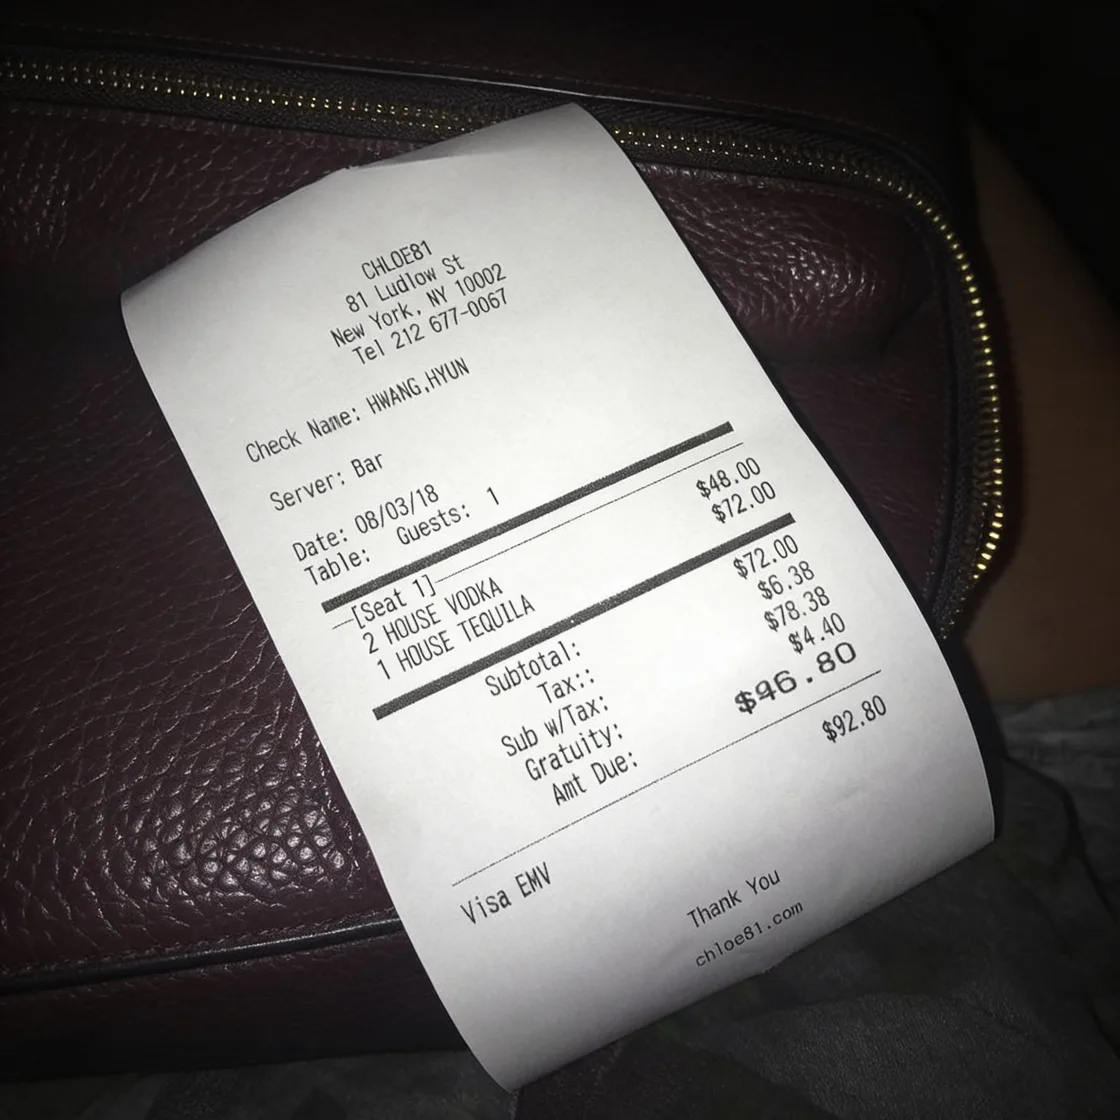 CHLOE81
81 Ludlow St
New York, NY 10002
Tel 212 677-0067
Check Name: HWANG,HYUN
Server: Bar
Date: 08/03/18
Table: Guests: 1
[Seat 1]
2 HOUSE VODKA $48.00
1 HOUSE TEQUILA $72.00
Subtotal: $72.00
Tax:: $6.38
Sub w/Tax: $78.38
Gratuity: $4.40
Amt Due: $46.80
Visa EMV $92.80
Thank You
chloe81.com